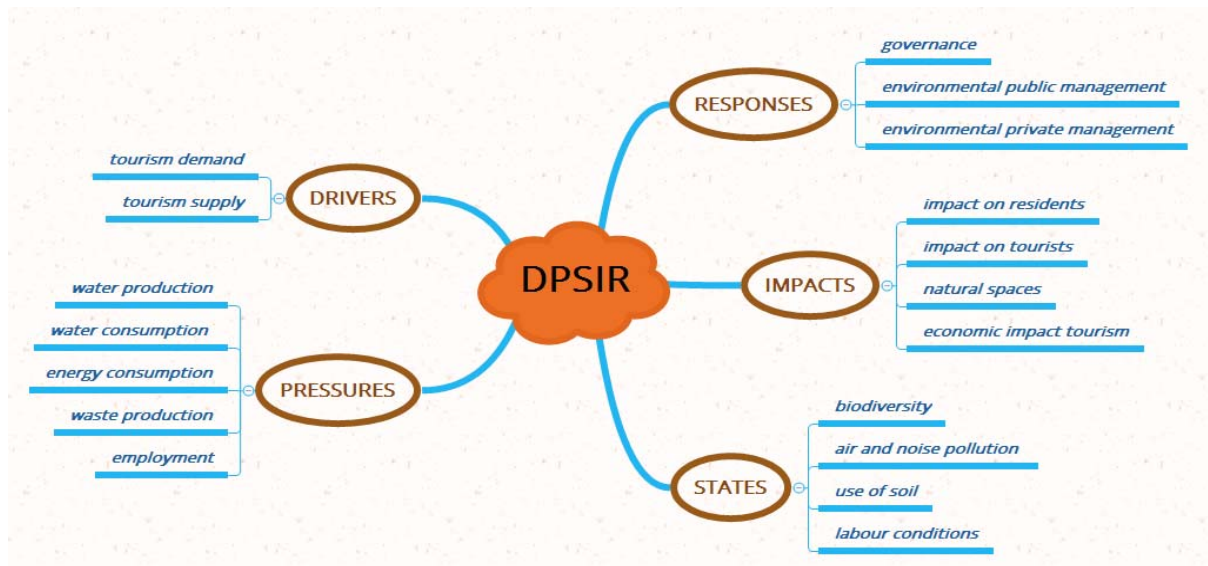 DPSIR
DRIVERS
tourism demand
tourism supply
PRESSURES
water production
water consumption
energy consumption
waste production
employment
RESPONSES
governance
environmental public management
environmental private management
IMPACTS
impact on residents
impact on tourists
natural spaces
economic impact tourism
STATES
biodiversity
air and noise pollution
use of soil
labour conditions